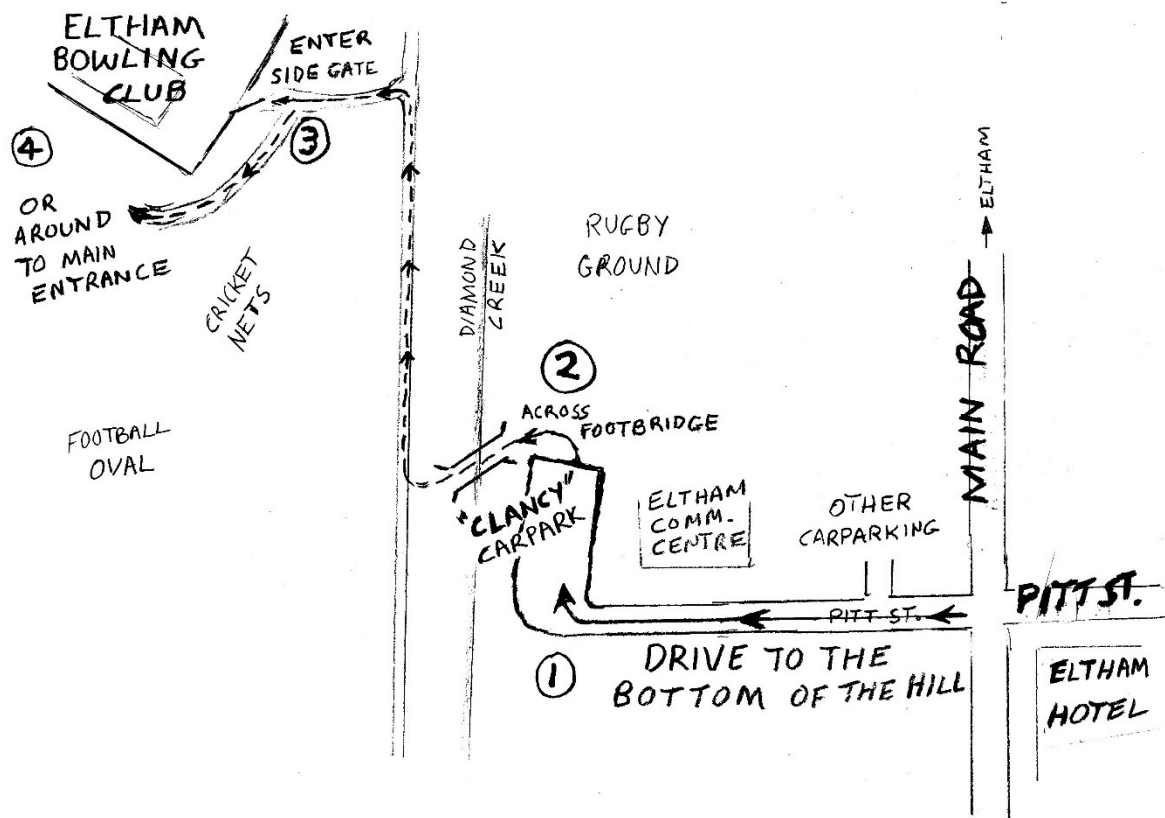 ELTHAM
BOWLING
CLUB
ENTER
SIDE GATE
4
3
OR
AROUND
TO MAIN
ENTRANCE
CRICKET
NETS
DIAMOND
CREEK
RUGBY
GROUND
ELTHAM
MAIN ROAD
FOOTBALL
OVAL
2
ACROSS
FOOTBRIDGE
"CLANCY"
CARPARK
ELTHAM
COMM.
CENTRE
OTHER
CARPARKING
PITT ST.
PITT ST.
1
DRIVE TO THE
BOTTOM OF THE HILL
ELTHAM
HOTEL